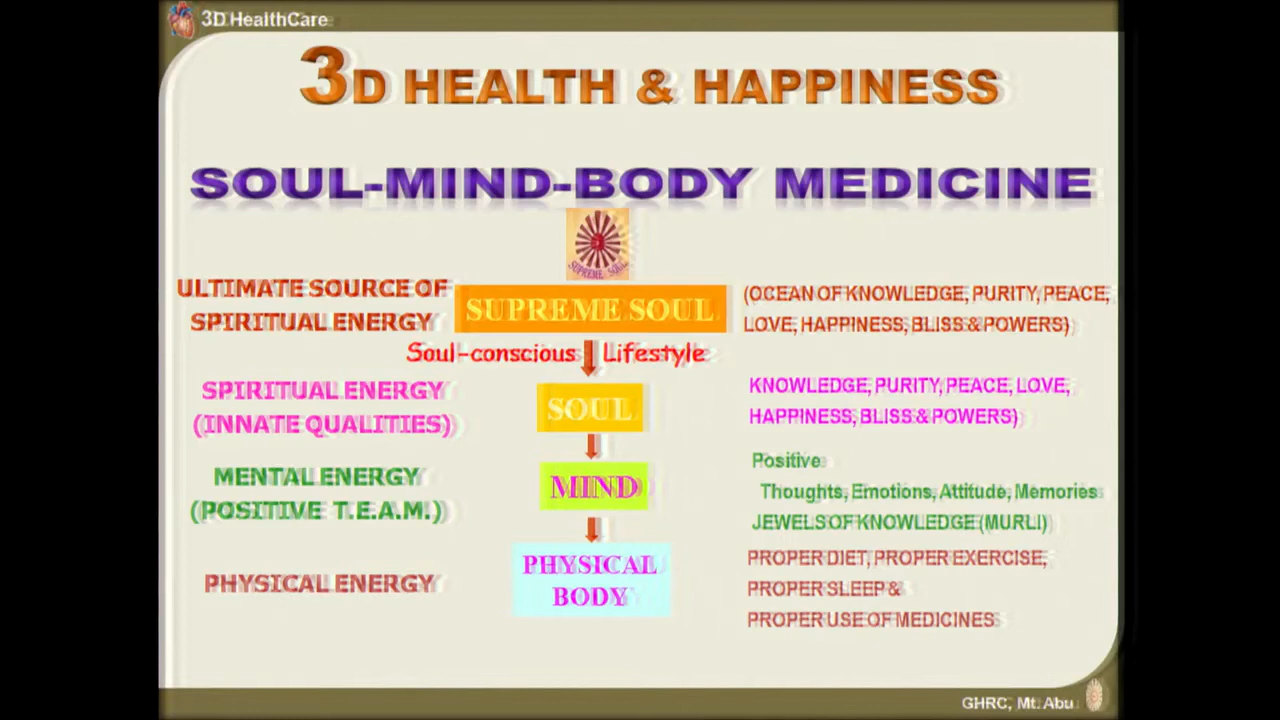 3D HealthCare
3D HEALTH & HAPPINESS
SOUL-MIND-BODY MEDICINE
SUPREME SOUL
ULTIMATE SOURCE OF
SPIRITUAL ENERGY
SUPREME SOUL
(OCEAN OF KNOWLEDGE, PURITY, PEACE,
LOVE, HAPPINESS, BLISS & POWERS)
Soul-conscious Lifestyle
SPIRITUAL ENERGY
(INNATE QUALITIES)
SOUL
KNOWLEDGE, PURITY, PEACE, LOVE,
HAPPINESS, BLISS & POWERS)
MENTAL ENERGY
(POSITIVE T.E.A.M.)
MIND
Positive
Thoughts, Emotions, Attitude, Memories
JEWELS OF KNOWLEDGE (MURLI)
PHYSICAL ENERGY
PHYSICAL
BODY
PROPER DIET, PROPER EXERCISE,
PROPER SLEEP &
PROPER USE OF MEDICINES
GHRC, Mt. Abu